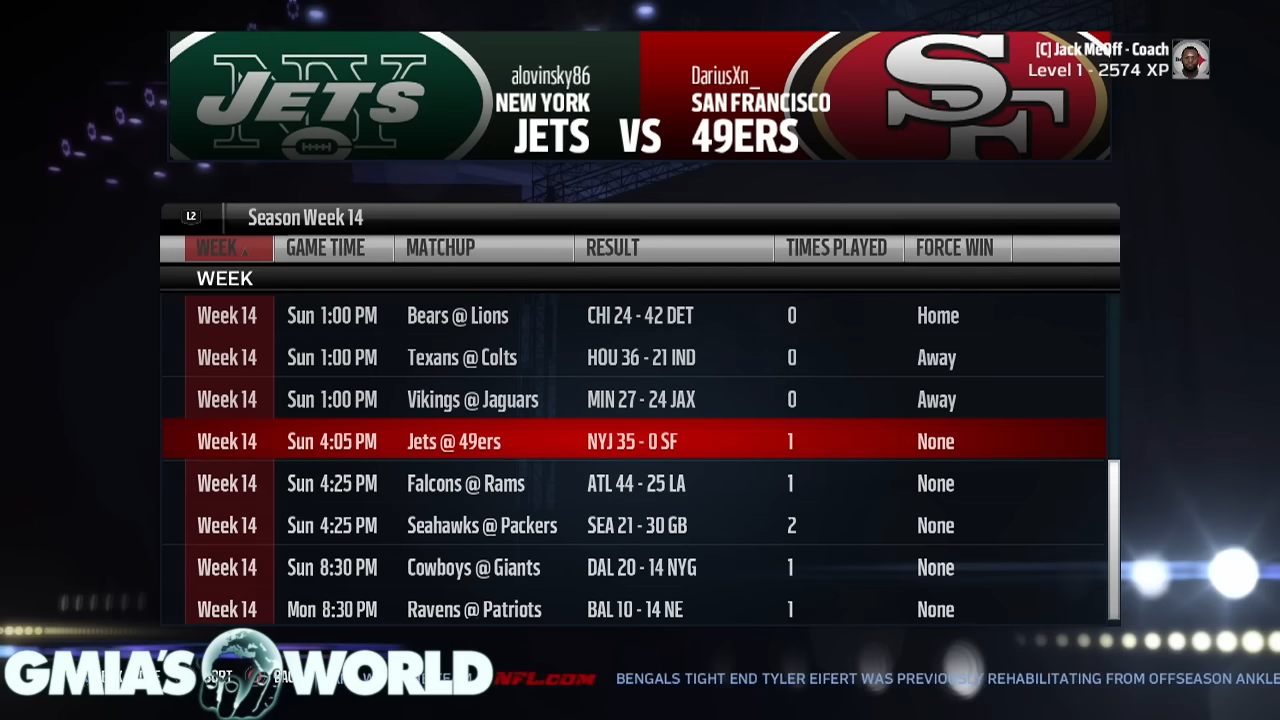 NY JETS
alovinsky86
NEW YORK
JETS
VS
DariusXn_
SAN FRANCISCO
49ERS
SF
[C] Jack MeOff - Coach
Level 1 - 2574 XP
L2 Season Week 14
WEEK GAME TIME MATCHUP RESULT TIMES PLAYED FORCE WIN
WEEK
Week 14 Sun 1:00 PM Bears @ Lions CHI 24 - 42 DET 0 Home
Week 14 Sun 1:00 PM Texans @ Colts HOU 36 - 21 IND 0 Away
Week 14 Sun 1:00 PM Vikings @ Jaguars MIN 27 - 24 JAX 0 Away
Week 14 Sun 4:05 PM Jets @ 49ers NYJ 35 - 0 SF 1 None
Week 14 Sun 4:25 PM Falcons @ Rams ATL 44 - 25 LA 1 None
Week 14 Sun 4:25 PM Seahawks @ Packers SEA 21 - 30 GB 2 None
Week 14 Sun 8:30 PM Cowboys @ Giants DAL 20 - 14 NYG 1 None
Week 14 Mon 8:30 PM Ravens @ Patriots BAL 10 - 14 NE 1 None
GMIA'S WORLD
NFL.COM BENGALS TIGHT END TYLER EIFERT WAS PREVIOUSLY REHABILITATING FROM OFFSEASON ANKLE